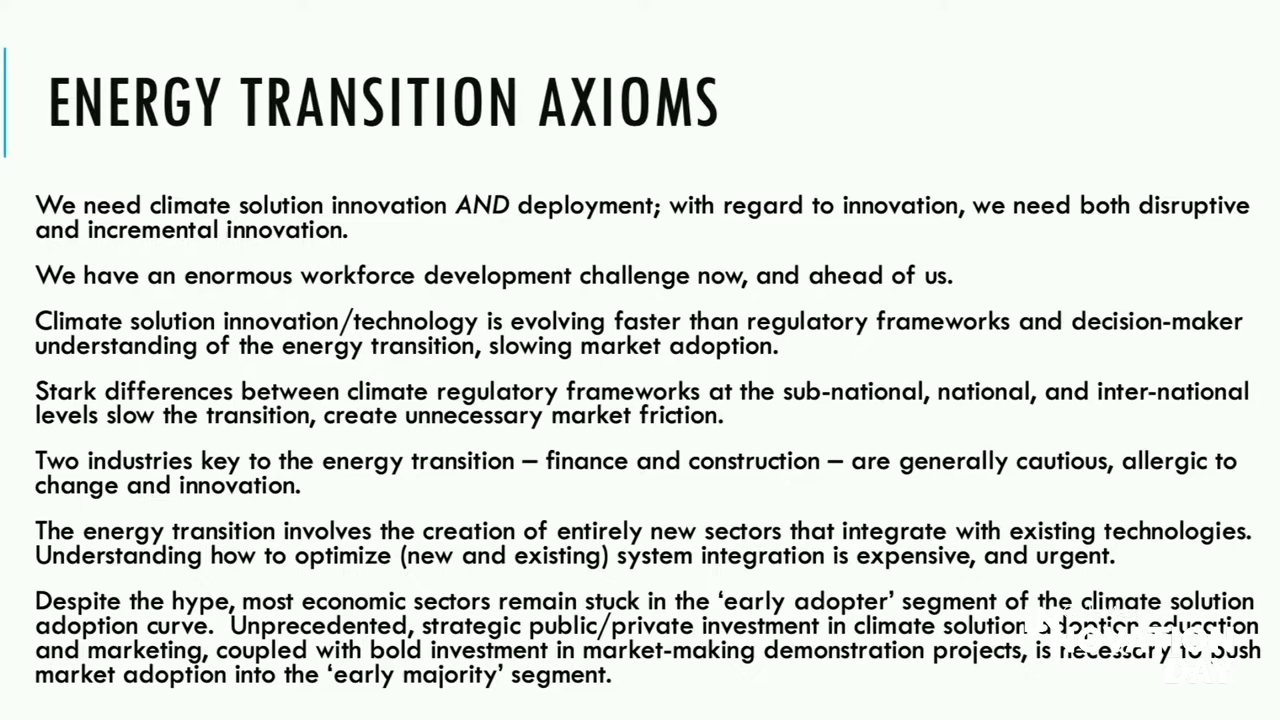 ENERGY TRANSITION AXIOMS
We need climate solution innovation AND deployment; with regard to innovation, we need both disruptive
and incremental innovation.
We have an enormous workforce development challenge now, and ahead of us.
Climate solution innovation/technology is evolving faster than regulatory frameworks and decision-maker
understanding of the energy transition, slowing market adoption.
Stark differences between climate regulatory frameworks at the sub-national, national, and inter-national
levels slow the transition, create unnecessary market friction.
Two industries key to the energy transition – finance and construction – are generally cautious, allergic to
change and innovation.
The energy transition involves the creation of entirely new sectors that integrate with existing technologies.
Understanding how to optimize (new and existing) system integration is expensive, and urgent.
Despite the hype, most economic sectors remain stuck in the ‘early adopter’ segment of the climate solution
adoption curve.  Unprecedented, strategic public/private investment in climate solution adoption education
and marketing, coupled with bold investment in market-making demonstration projects, is necessary to push
market adoption into the ‘early majority’ segment.
DAY